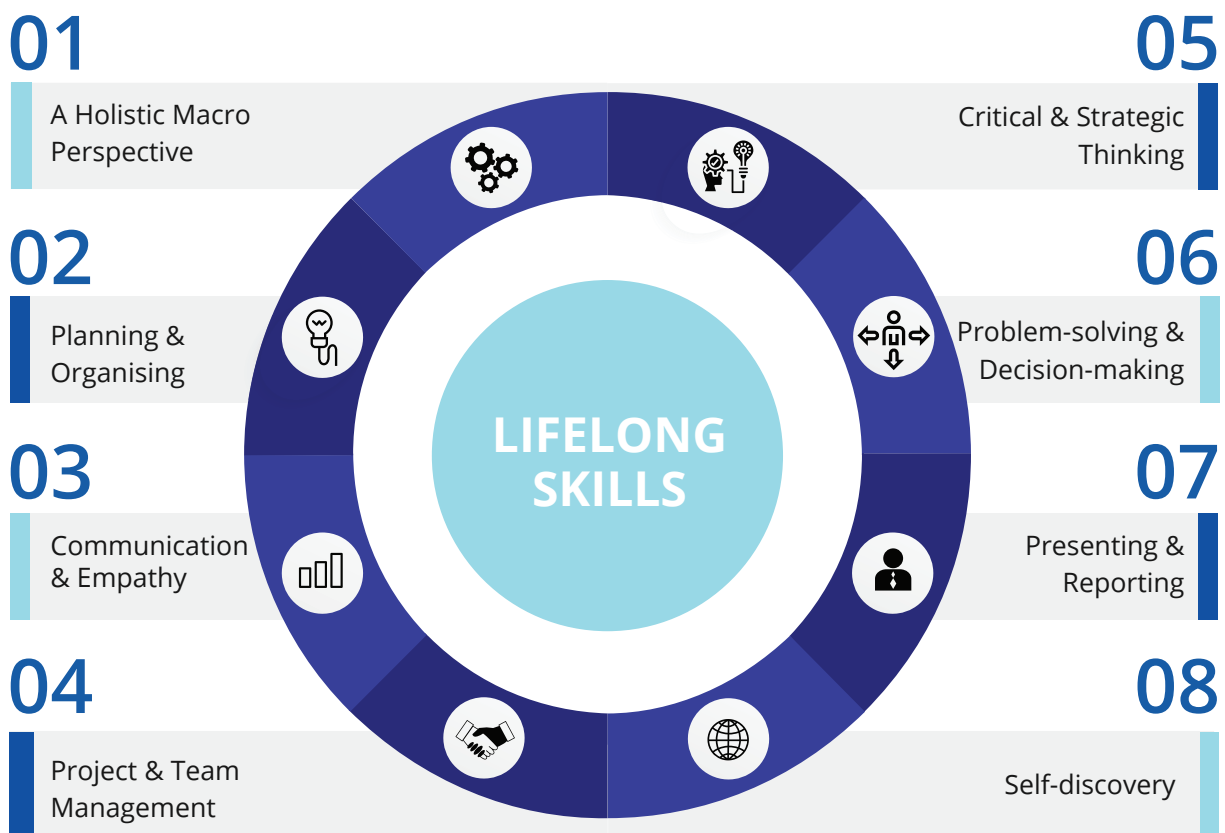 01
A Holistic Macro
Perspective
02
Planning &
Organising
03
Communication
& Empathy
04
Project & Team
Management
LIFELONG
SKILLS
05
Critical & Strategic
Thinking
06
Problem-solving &
Decision-making
07
Presenting &
Reporting
08
Self-discovery